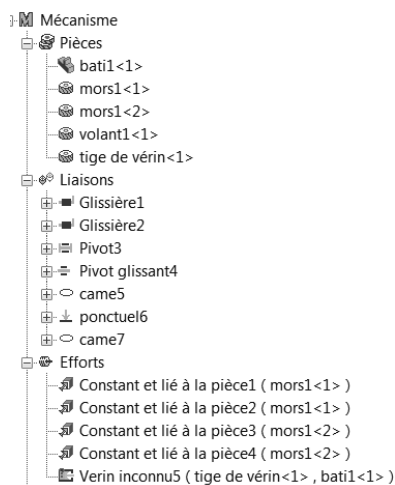 Mécanisme
Pièces
bati1<1>
mors1<1>
mors1<2>
volant1<1>
tige de vérin<1>
Liaisons
Glissière1
Glissière2
Pivot3
Pivot glissant4
came5
ponctuel6
came7
Efforts
Constant et lié à la pièce1 ( mors1<1> )
Constant et lié à la pièce2 ( mors1<1> )
Constant et lié à la pièce3 ( mors1<2> )
Constant et lié à la pièce4 ( mors1<2> )
Verin inconnu5 ( tige de vérin<1> , bati1<1> )